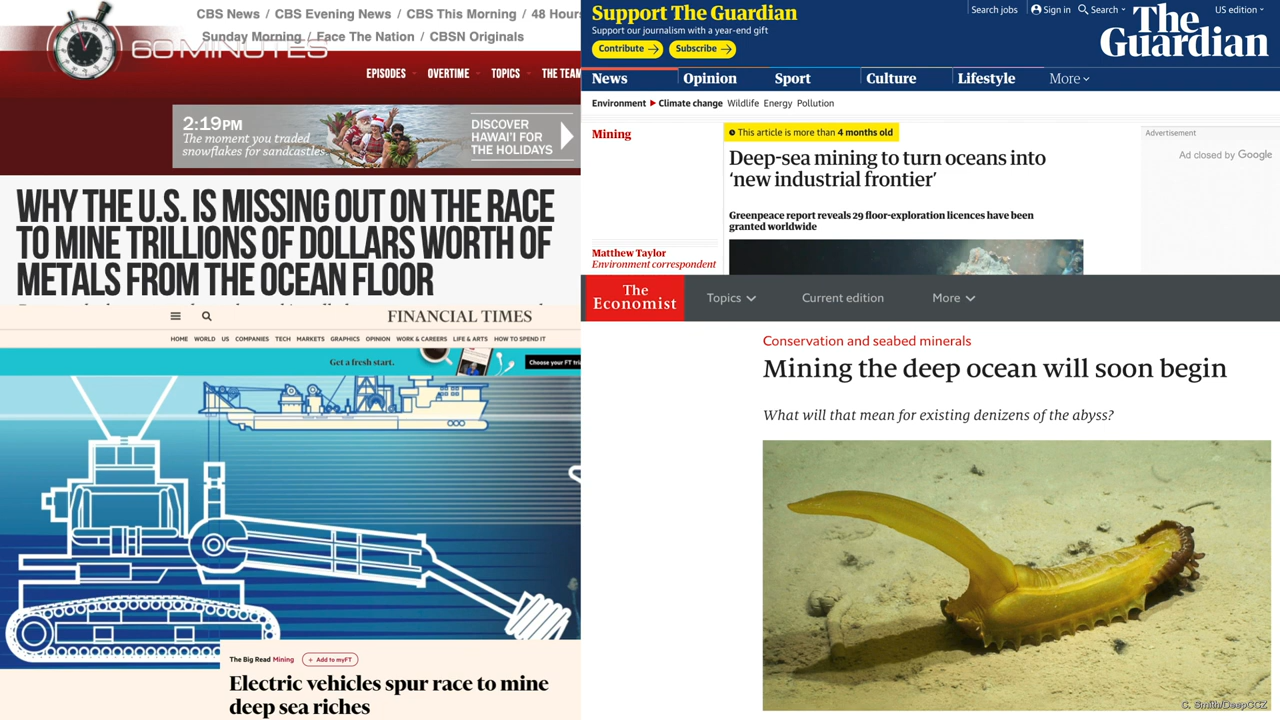 CBS News / CBS Evening News / CBS This Morning / 48 Hours
Sunday Morning / Face The Nation / CBSN Originals
60 MINUTES
EPISODES OVERTIME TOPICS THE TEAM
2:19PM
The moment you traded
snowflakes for sandcastles.
DISCOVER
HAWAI'I FOR
THE HOLIDAYS
WHY THE U.S. IS MISSING OUT ON THE RACE
TO MINE TRILLIONS OF DOLLARS WORTH OF
METALS FROM THE OCEAN FLOOR
Support The Guardian
Support our journalism with a year-end gift
Contribute → Subscribe →
Search jobs Sign in Search US edition
The
Guardian
News Opinion Sport Culture Lifestyle More
Environment ▶ Climate change Wildlife Energy Pollution
Mining
This article is more than 4 months old
Deep-sea mining to turn oceans into
‘new industrial frontier’
Greenpeace report reveals 29 floor-exploration licences have been
granted worldwide
Matthew Taylor
Environment correspondent
Advertisement
Ad closed by Google
FINANCIAL TIMES
HOME WORLD US COMPANIES TECH MARKETS GRAPHICS OPINION WORK & CAREERS LIFE & ARTS HOW TO SPEND IT
Get a fresh start.
Choose your FT tri
The Big Read Mining + Add to myFT
Electric vehicles spur race to mine
deep sea riches
The
Economist
Topics Current edition More
Conservation and seabed minerals
Mining the deep ocean will soon begin
What will that mean for existing denizens of the abyss?
C. Smith/DeepCCZ